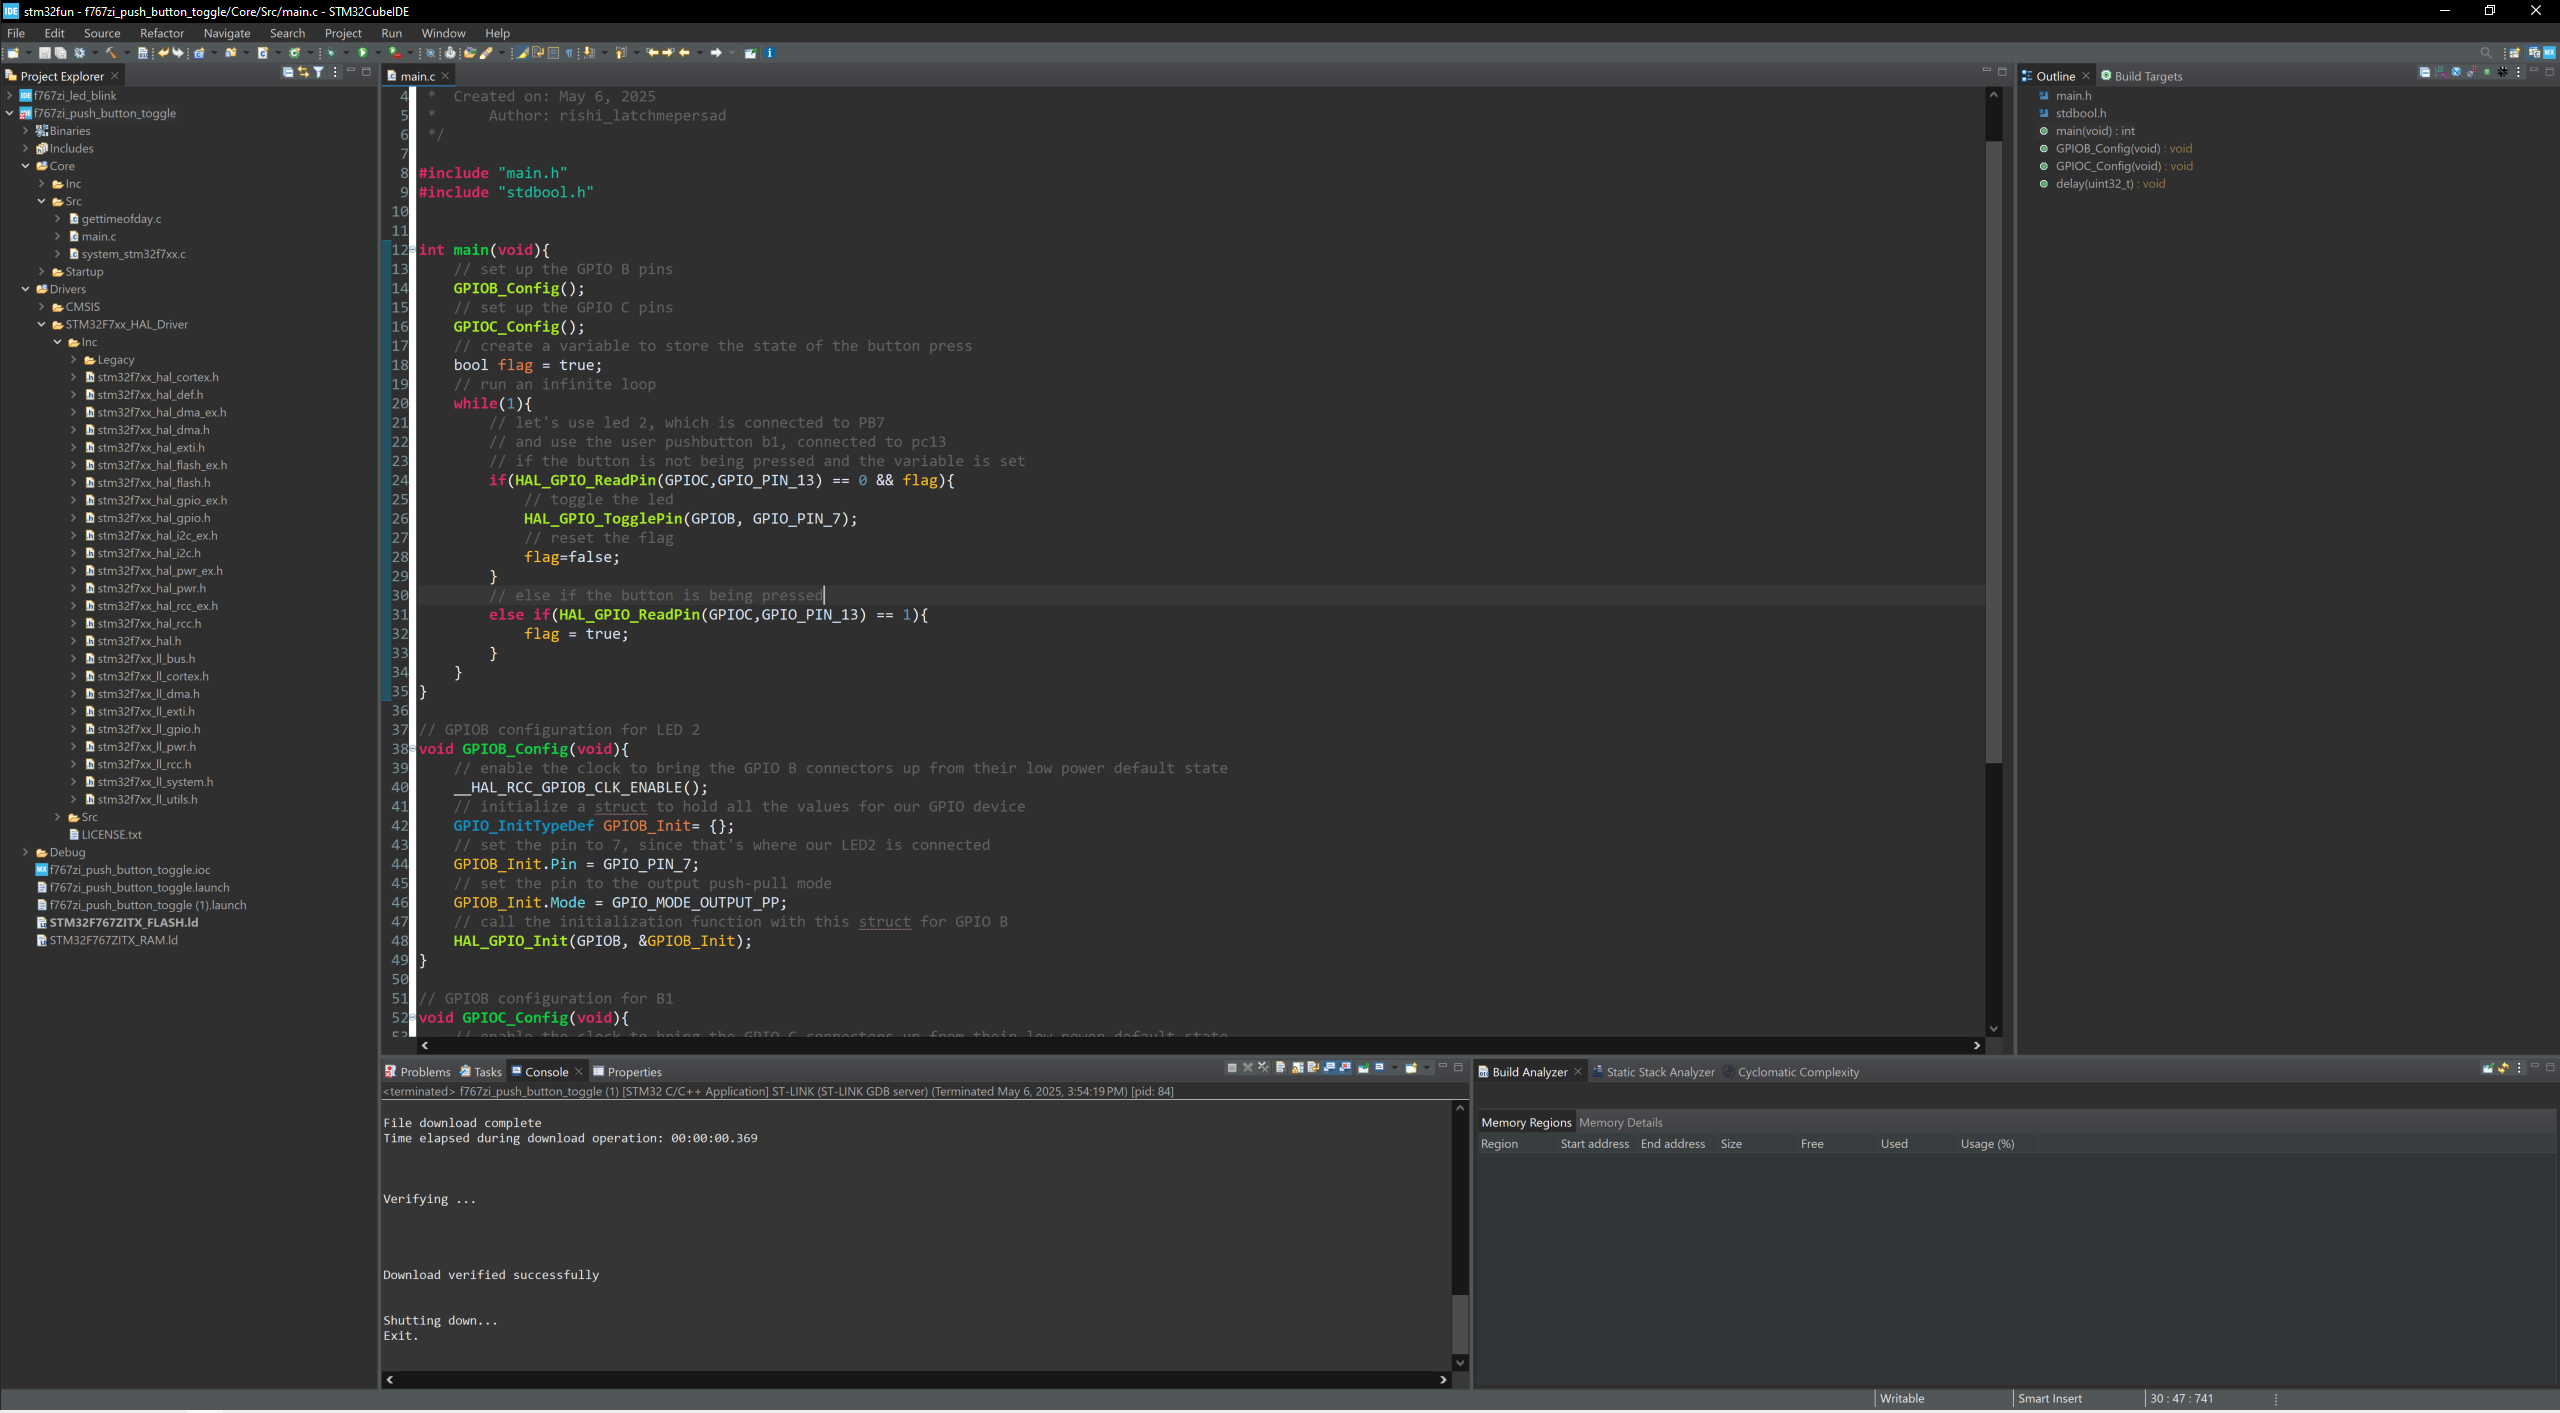 IDE stm32fun - f767zi_push_button_toggle/Core/Src/main.c - STM32CubeIDE
File Edit Source Refactor Navigate Search Project Run Window Help
Project Explorer
f767zi_led_blink
f767zi_push_button_toggle
Binaries
Includes
Core
Inc
Src
gettimeofday.c
main.c
system_stm32f7xx.c
Startup
Drivers
CMSIS
STM32F7xx_HAL_Driver
Inc
Legacy
stm32f7xx_hal_cortex.h
stm32f7xx_hal_def.h
stm32f7xx_hal_dma_ex.h
stm32f7xx_hal_dma.h
stm32f7xx_hal_exti.h
stm32f7xx_hal_flash_ex.h
stm32f7xx_hal_flash.h
stm32f7xx_hal_gpio_ex.h
stm32f7xx_hal_gpio.h
stm32f7xx_hal_i2c_ex.h
stm32f7xx_hal_i2c.h
stm32f7xx_hal_pwr_ex.h
stm32f7xx_hal_pwr.h
stm32f7xx_hal_rcc_ex.h
stm32f7xx_hal_rcc.h
stm32f7xx_hal.h
stm32f7xx_ll_bus.h
stm32f7xx_ll_cortex.h
stm32f7xx_ll_dma.h
stm32f7xx_ll_exti.h
stm32f7xx_ll_gpio.h
stm32f7xx_ll_pwr.h
stm32f7xx_ll_rcc.h
stm32f7xx_ll_system.h
stm32f7xx_ll_utils.h
Src
LICENSE.txt
Debug
f767zi_push_button_toggle.ioc
f767zi_push_button_toggle.launch
f767zi_push_button_toggle (1).launch
STM32F767ZITX_FLASH.ld
STM32F767ZITX_RAM.ld
main.c
4 *  Created on: May 6, 2025
5 *      Author: rishi_latchmepersad
6 */
7
8 #include "main.h"
9 #include "stdbool.h"
10
11
12 int main(void){
13     // set up the GPIO B pins
14     GPIOB_Config();
15     // set up the GPIO C pins
16     GPIOC_Config();
17     // create a variable to store the state of the button press
18     bool flag = true;
19     // run an infinite loop
20     while(1){
21         // let's use led 2, which is connected to PB7
22         // and use the user pushbutton b1, connected to pc13
23         // if the button is not being pressed and the variable is set
24         if(HAL_GPIO_ReadPin(GPIOC,GPIO_PIN_13) == 0 && flag){
25             // toggle the led
26             HAL_GPIO_TogglePin(GPIOB, GPIO_PIN_7);
27             // reset the flag
28             flag=false;
29         }
30         // else if the button is being pressed
31         else if(HAL_GPIO_ReadPin(GPIOC,GPIO_PIN_13) == 1){
32             flag = true;
33         }
34     }
35 }
36
37 // GPIOB configuration for LED 2
38 void GPIOB_Config(void){
39     // enable the clock to bring the GPIO B connectors up from their low power default state
40     __HAL_RCC_GPIOB_CLK_ENABLE();
41     // initialize a struct to hold all the values for our GPIO device
42     GPIO_InitTypeDef GPIOB_Init= {};
43     // set the pin to 7, since that's where our LED2 is connected
44     GPIOB_Init.Pin = GPIO_PIN_7;
45     // set the pin to the output push-pull mode
46     GPIOB_Init.Mode = GPIO_MODE_OUTPUT_PP;
47     // call the initialization function with this struct for GPIO B
48     HAL_GPIO_Init(GPIOB, &GPIOB_Init);
49 }
50
51 // GPIOB configuration for B1
52 void GPIOC_Config(void){
53     // enable the clock to bring the GPIO C connectors up from their low power default state
Outline Build Targets
main.h
stdbool.h
main(void) : int
GPIOB_Config(void) : void
GPIOC_Config(void) : void
delay(uint32_t) : void
Problems Tasks Console Properties
<terminated> f767zi_push_button_toggle (1) [STM32 C/C++ Application] ST-LINK (ST-LINK GDB server) (Terminated May 6, 2025, 3:54:19 PM) [pid: 84]
File download complete
Time elapsed during download operation: 00:00:00.369
Verifying ...
Download verified successfully
Shutting down...
Exit.
Build Analyzer Static Stack Analyzer Cyclomatic Complexity
Memory Regions Memory Details
Region Start address End address Size Free Used Usage (%)
Writable Smart Insert 30 : 47 : 741